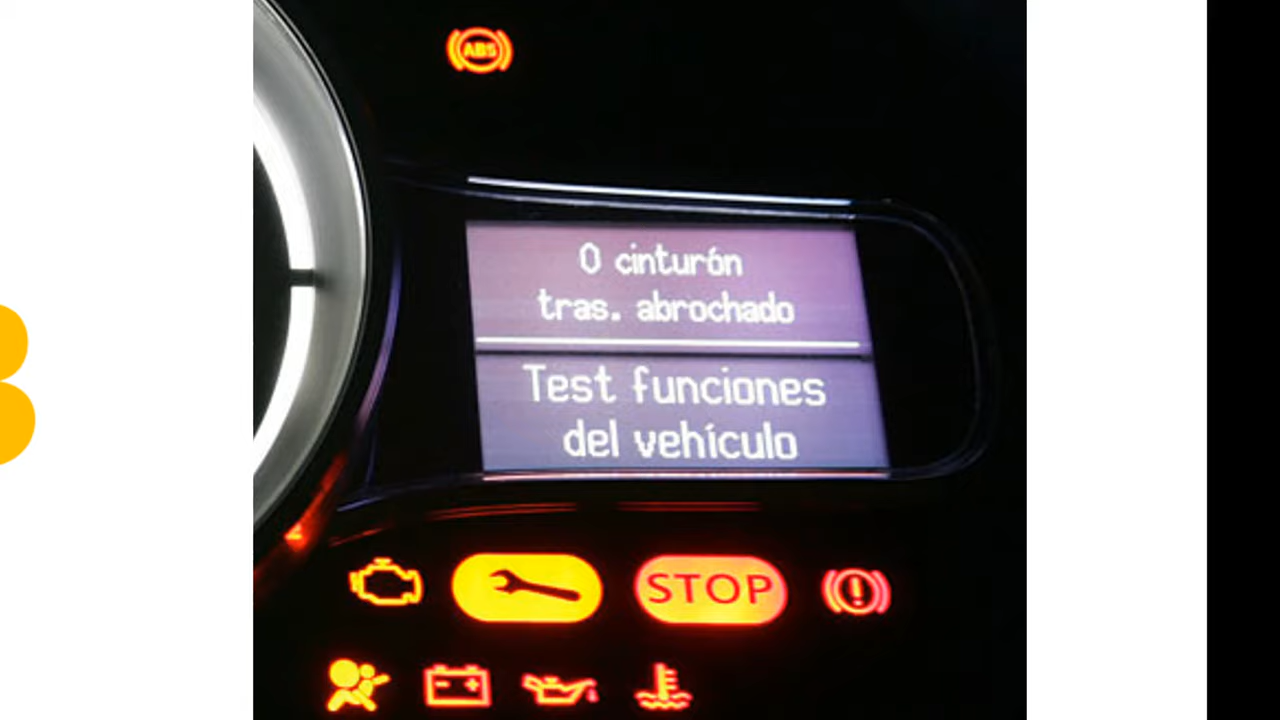 ABS
0 cinturón
tras. abrochado
Test funciones
del vehículo
STOP